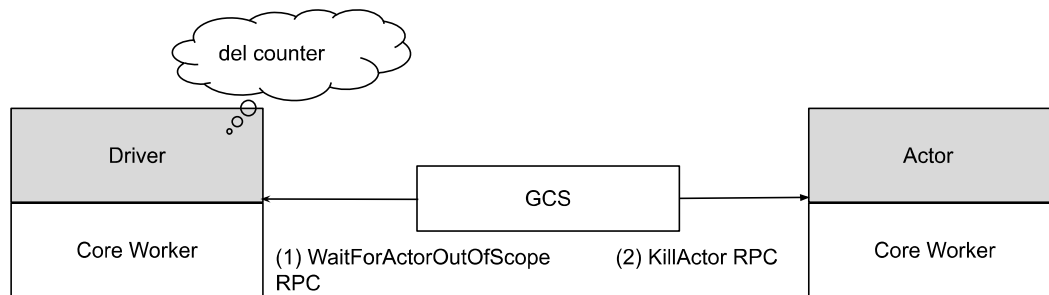 del counter
Driver
Actor
GCS
Core Worker
(1) WaitForActorOutOfScope
RPC
(2) KillActor RPC
Core Worker